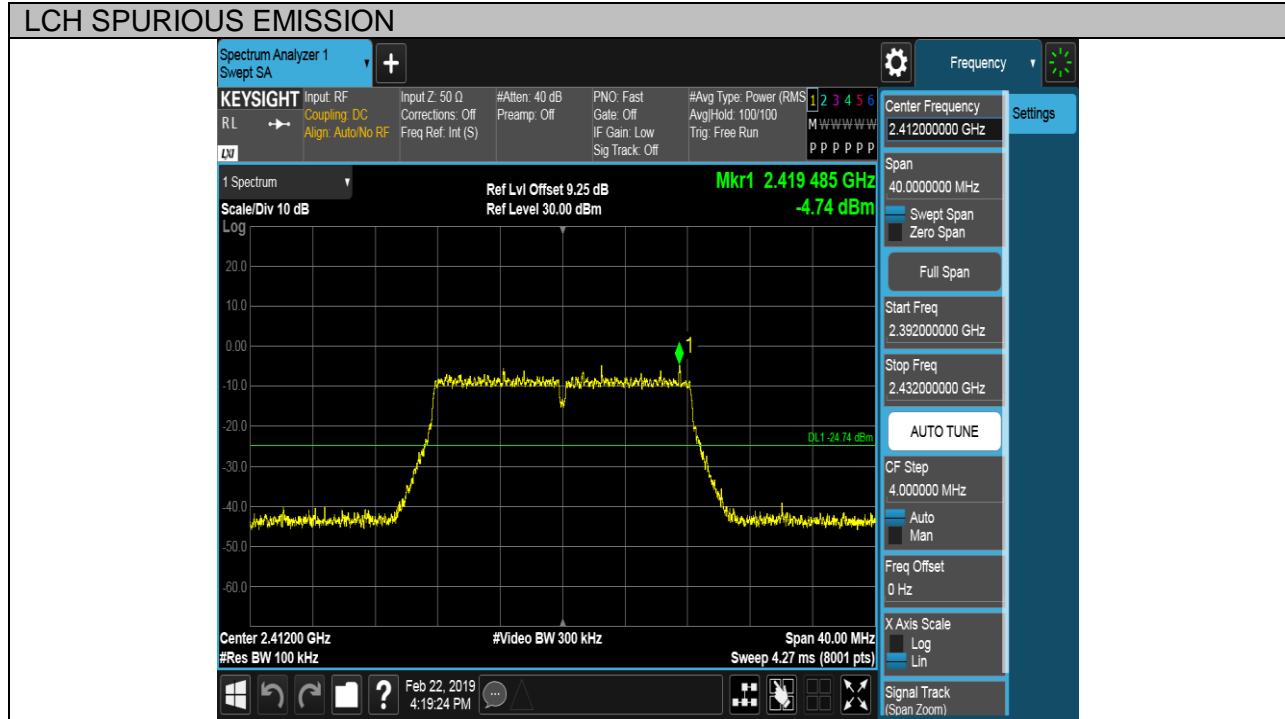 LCH SPURIOUS EMISSION
Spectrum Analyzer 1
Swept SA
Frequency
KEYSIGHT
RL
LXI
Input: RF
Coupling: DC
Align: Auto/No RF
Input Z: 50 Ω
Corrections: Off
Freq Ref: Int (S)
#Atten: 40 dB
Preamp: Off
PNO: Fast
Gate: Off
IF Gain: Low
Sig Track: Off
#Avg Type: Power (RMS
Avg|Hold: 100/100
Trig: Free Run
1 2 3 4 5 6
M W W W W W
P P P P P P
1 Spectrum
Scale/Div 10 dB
Ref Lvl Offset 9.25 dB
Ref Level 30.00 dBm
Mkr1 2.419 485 GHz
-4.74 dBm
Log
20.0
10.0
0.00
-10.0
-20.0
-30.0
-40.0
-50.0
-60.0
1
DL1 -24.74 dBm
Center 2.41200 GHz
#Res BW 100 kHz
#Video BW 300 kHz
Span 40.00 MHz
Sweep 4.27 ms (8001 pts)
Center Frequency
2.412000000 GHz
Settings
Span
40.0000000 MHz
Swept Span
Zero Span
Full Span
Start Freq
2.392000000 GHz
Stop Freq
2.432000000 GHz
AUTO TUNE
CF Step
4.000000 MHz
Auto
Man
Freq Offset
0 Hz
X Axis Scale
Log
Lin
Signal Track
(Span Zoom)
?
Feb 22, 2019
4:19:24 PM